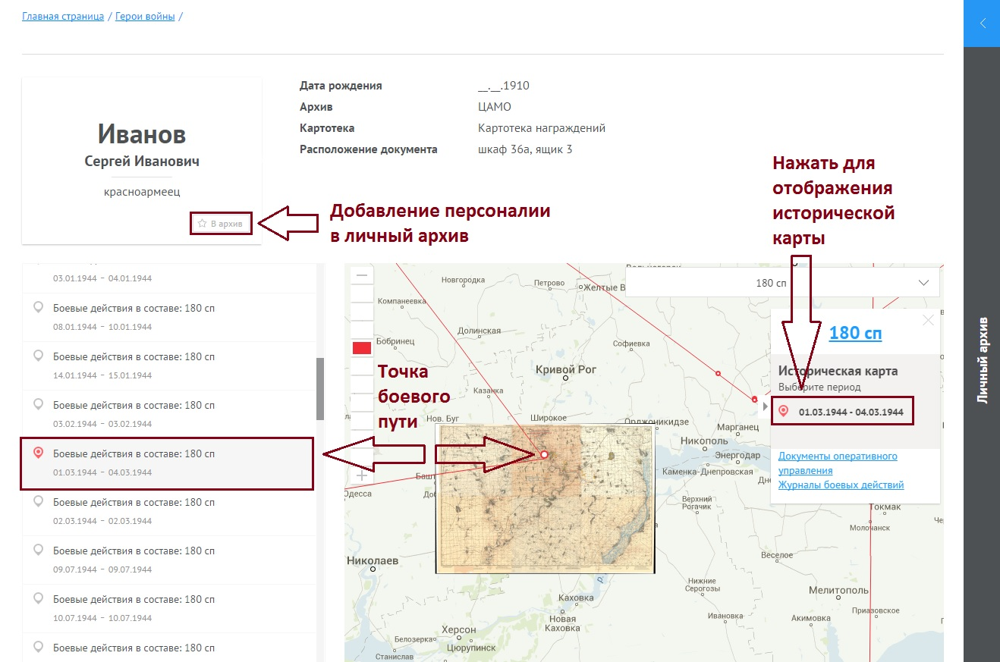 Главная страница / Герои войны /
Иванов
Сергей Иванович
красноармеец
В архив
Дата рождения __.__.1910
Архив ЦАМО
Картотека Картотека награждений
Расположение документа шкаф 36а, ящик 3
Добавление персоналии
в личный архив
Нажать для
отображения
исторической
карты
Личный архив
03.01.1944 – 04.01.1944
Боевые действия в составе: 180 сп
08.01.1944 – 10.01.1944
Боевые действия в составе: 180 сп
14.01.1944 – 15.01.1944
Боевые действия в составе: 180 сп
03.02.1944 – 03.02.1944
Боевые действия в составе: 180 сп
01.03.1944 – 04.03.1944
Боевые действия в составе: 180 сп
02.03.1944 – 02.03.1944
Боевые действия в составе: 180 сп
09.07.1944 – 09.07.1944
Боевые действия в составе: 180 сп
10.07.1944 – 10.07.1944
Боевые действия в составе: 180 сп
Точка
боевого
пути
180 сп
180 сп
Историческая карта
Выберите период
01.03.1944 - 04.03.1944
Документы оперативного
управления
Журналы боевых действий
Новгородка
Петрово
Желтые В
Компанеевка
Долинская
Бобринец
Софиевка
Кривой Рог
Казанка
Нов. Буг
Широкое
Орджоникидзе
Марганец
Никополь
Энергодар
Каменка-Днепровская
Дне
Башт
Доб
Одесса
Верхний
Рогачик
Токмак
Молочанск
Че
Николаев
Веселое
р.
Нижние
Серогозы
Мелитополь
Каховка
Приазовское
Новая
Каховка
Ивановка
Акимовка
Херсон
Белозерка
Цюрупинск
Станислав